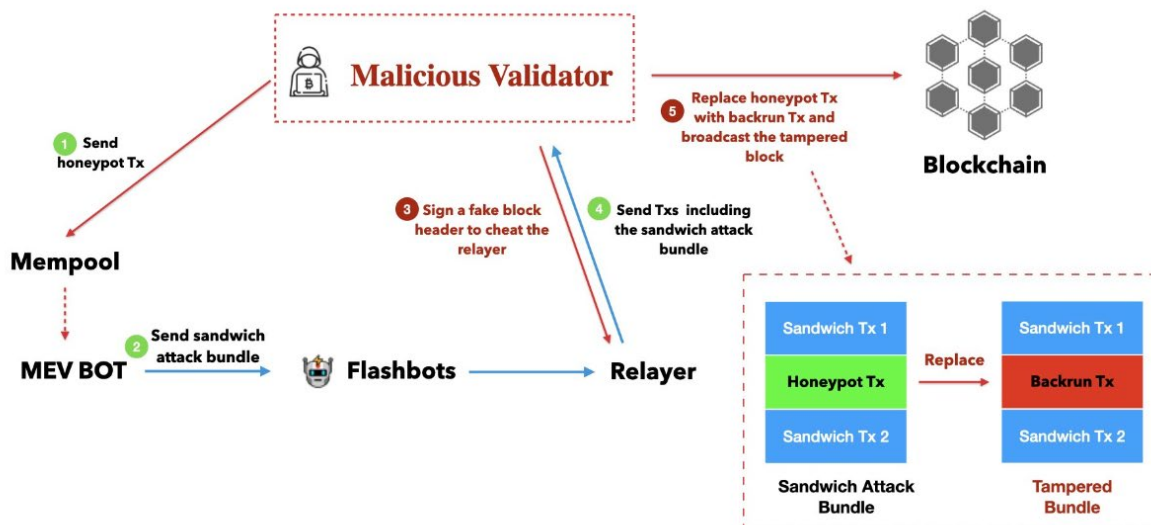 Malicious Validator
1 Send
honeypot Tx
5 Replace honeypot Tx
with backrun Tx and
broadcast the tampered
block
Blockchain
3 Sign a fake block
header to cheat the
relayer
4 Send Txs including
the sandwich attack
bundle
Mempool
2 Send sandwich
attack bundle
MEV BOT
Flashbots
Relayer
Sandwich Tx 1
Honeypot Tx
Sandwich Tx 2
Replace
Sandwich Tx 1
Backrun Tx
Sandwich Tx 2
Sandwich Attack
Bundle
Tampered
Bundle